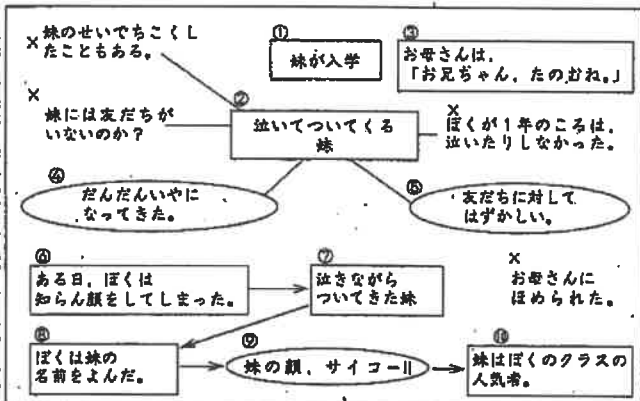 ×
妹のせいでちこくし
たこともある。
①
妹が入学
③
お母さんは、
「お兄ちゃん、たのむね。」
×
妹には友だちが
いないのか？
②
泣いてついてくる
妹
×
ぼくが1年のころは、
泣いたりしなかった。
④
だんだんいやに
なってきた。
⑤
友だちに対して
はずかしい。
⑥
ある日、ぼくは
知らん顔をしてしまった。
⑦
泣きながら
ついてきた妹
×
お母さんに
ほめられた。
⑧
ぼくは妹の
名前をよんだ。
⑨
妹の顔、サイコー!!
⑩
妹はぼくのクラスの
人気者。